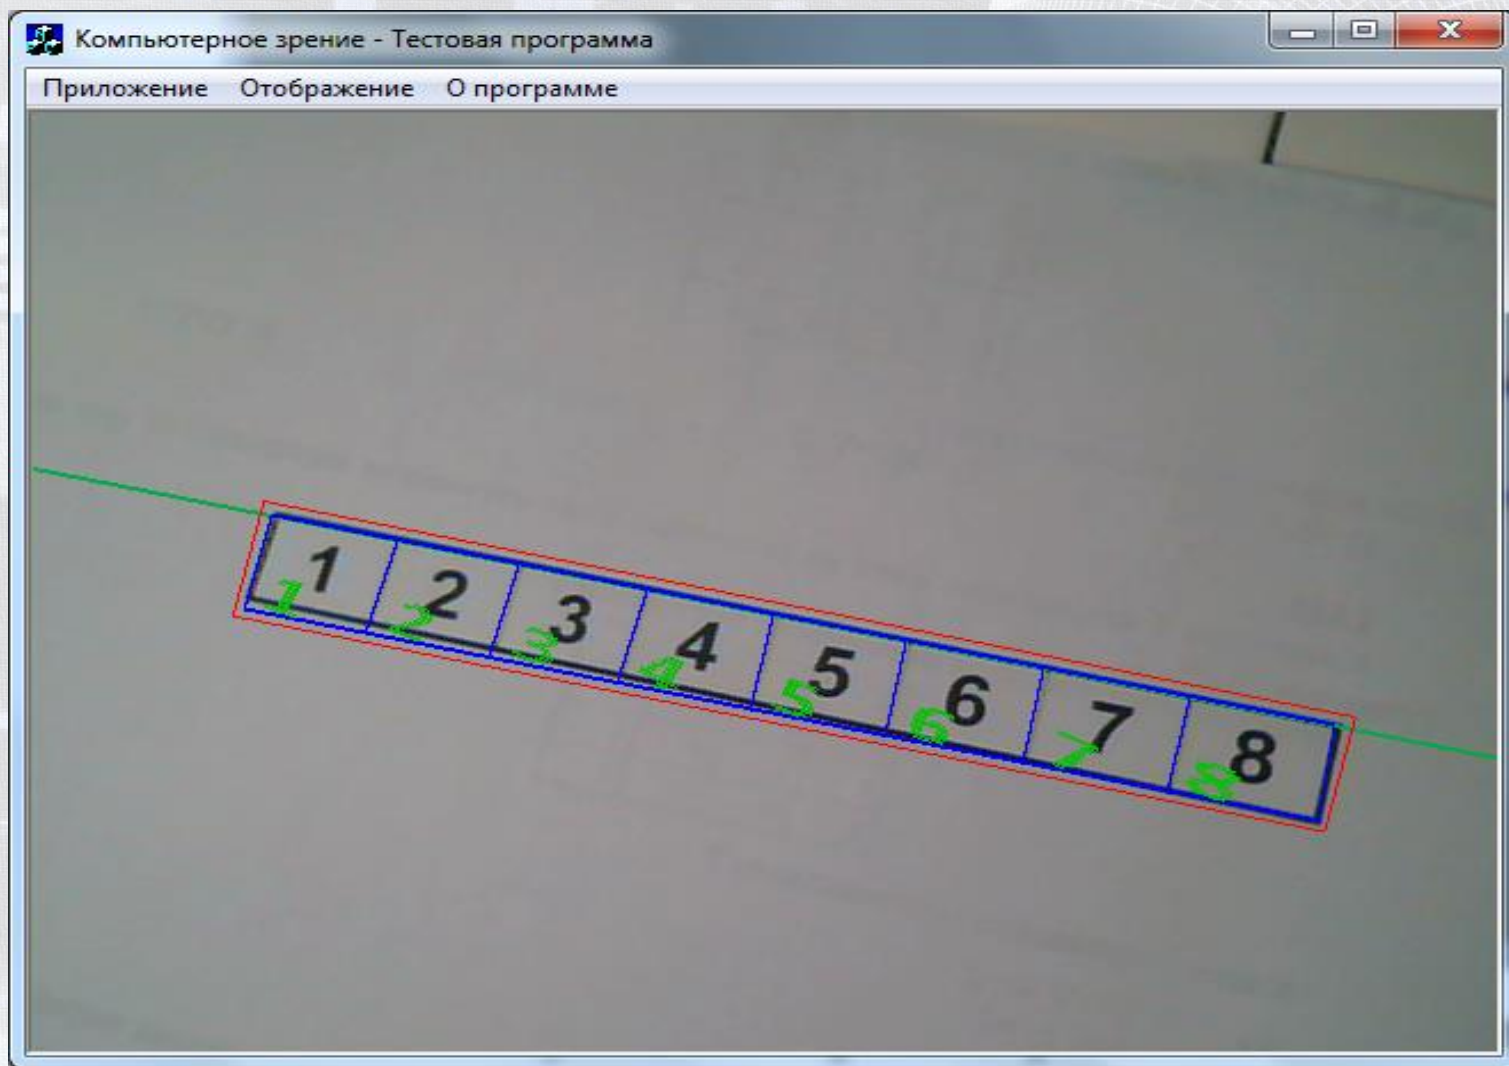 Компьютерное зрение - Тестовая программа
Приложение Отображение О программе
1 2 3 4 5 6 7 8
1 2 3 4 5 6 7 8